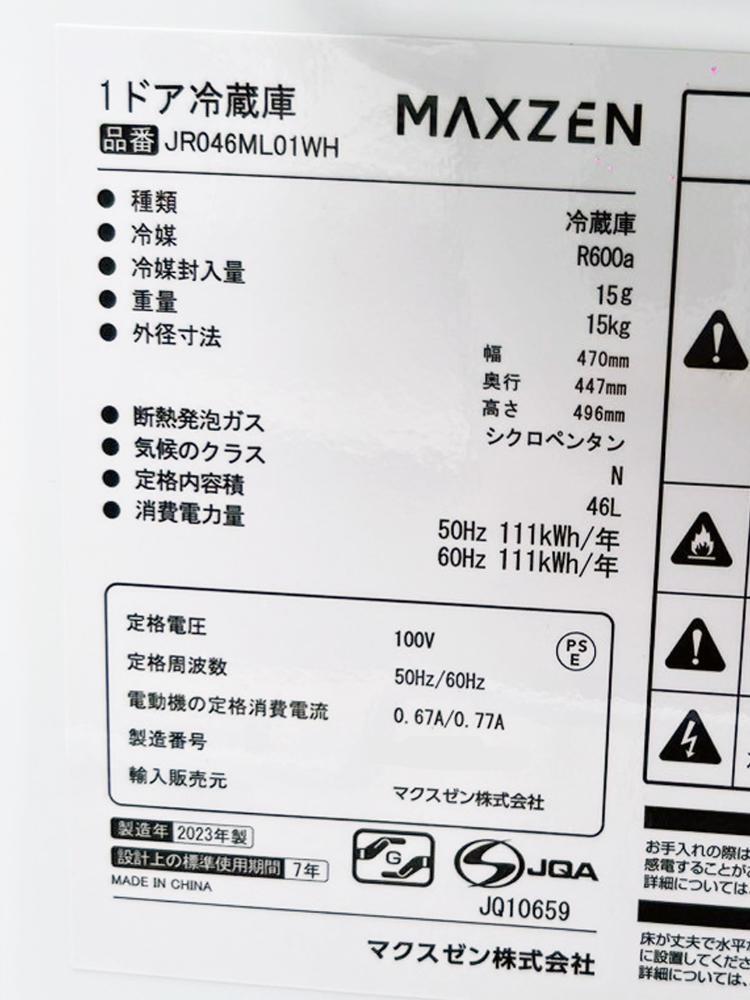 1ドア冷蔵庫
MAXZEN
品番 JR046ML01WH
● 種類 冷蔵庫
● 冷媒 R600a
● 冷媒封入量 15g
● 重量 15kg
● 外径寸法 幅 470mm
奥行 447mm
高さ 496mm
● 断熱発泡ガス シクロペンタン
● 気候のクラス N
● 定格内容積 46L
● 消費電力量 50Hz 111kWh/年
60Hz 111kWh/年
定格電圧 100V
PS
E
定格周波数 50Hz/60Hz
電動機の定格消費電流 0.67A/0.77A
製造番号
輸入販売元 マクスゼン株式会社
製造年 2023年製
設計上の標準使用期間 7年
MADE IN CHINA
G
S JQA
JQ10659
マクスゼン株式会社
お手入れの際は
感電することが
詳細については、
床が丈夫で水平
に設置してくださ
詳細については、